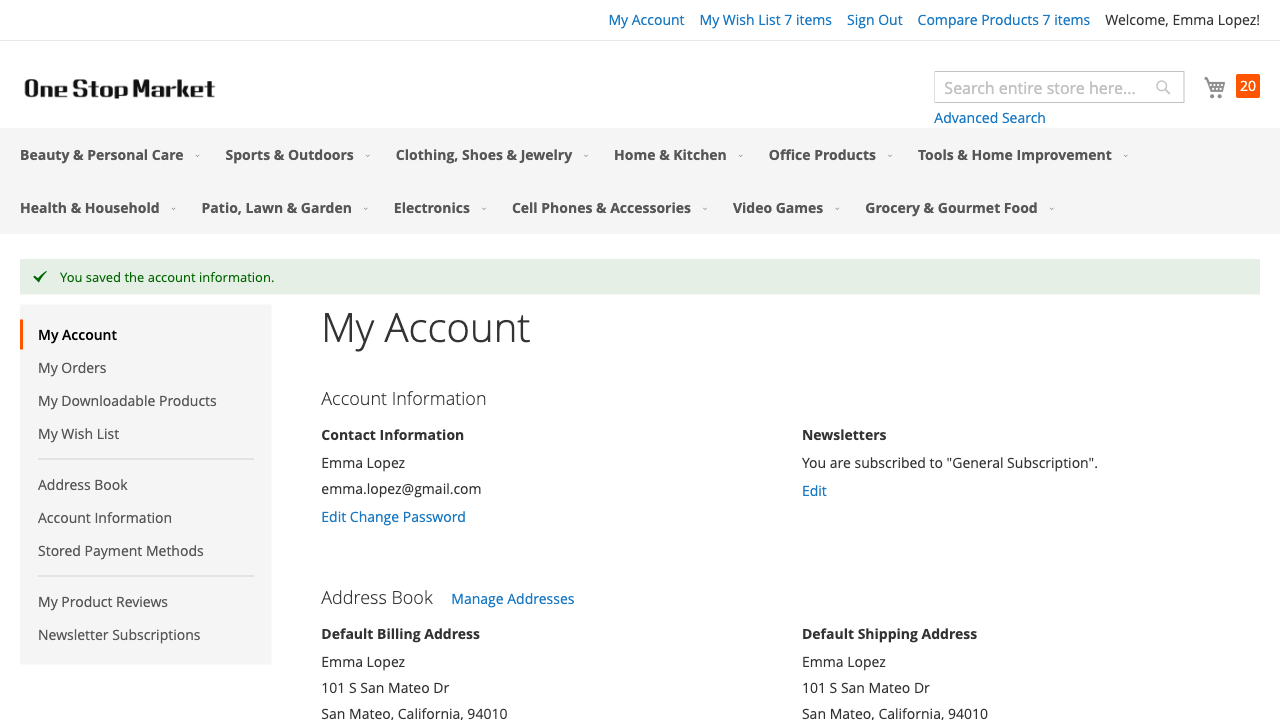 My Account My Wish List 7 items Sign Out Compare Products 7 items Welcome, Emma Lopez!
One Stop Market
Search entire store here...
20
Advanced Search
Beauty & Personal Care Sports & Outdoors Clothing, Shoes & Jewelry Home & Kitchen Office Products Tools & Home Improvement
Health & Household Patio, Lawn & Garden Electronics Cell Phones & Accessories Video Games Grocery & Gourmet Food
You saved the account information.
My Account
My Orders
My Downloadable Products
My Wish List
Address Book
Account Information
Stored Payment Methods
My Product Reviews
Newsletter Subscriptions
My Account
Account Information
Contact Information
Emma Lopez
emma.lopez@gmail.com
Edit Change Password
Newsletters
You are subscribed to "General Subscription".
Edit
Address Book Manage Addresses
Default Billing Address
Emma Lopez
101 S San Mateo Dr
San Mateo, California, 94010
Default Shipping Address
Emma Lopez
101 S San Mateo Dr
San Mateo, California, 94010